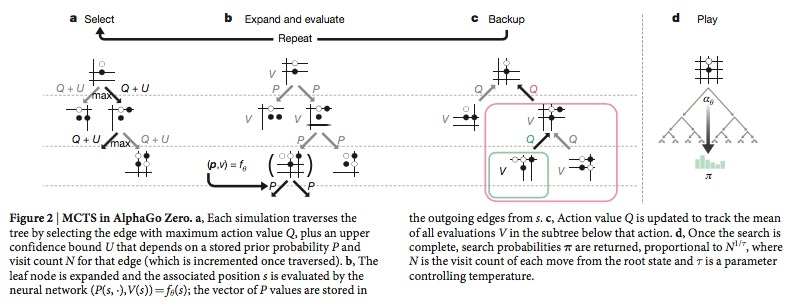 a Select
b Expand and evaluate
c Backup
d Play
Repeat
Q + U
max
Q + U
Q + U
max
Q + U
V
P
P
V
V
P
P
(p,v) = fθ
P
P
Q
Q
V
V
Q
Q
V
V
αθ
π
Figure 2 | MCTS in AlphaGo Zero. a, Each simulation traverses the
tree by selecting the edge with maximum action value Q, plus an upper
confidence bound U that depends on a stored prior probability P and
visit count N for that edge (which is incremented once traversed). b, The
leaf node is expanded and the associated position s is evaluated by the
neural network (P(s, ·),V(s)) = fθ(s); the vector of P values are stored in
the outgoing edges from s. c, Action value Q is updated to track the mean
of all evaluations V in the subtree below that action. d, Once the search is
complete, search probabilities π are returned, proportional to N1/τ, where
N is the visit count of each move from the root state and τ is a parameter
controlling temperature.